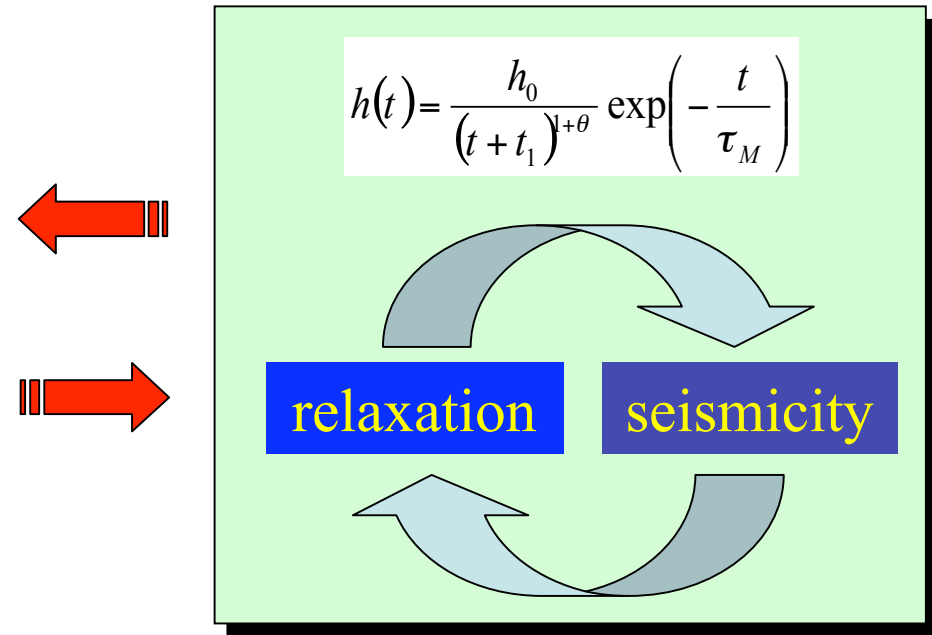 h(t) = h₀ / (t + t₁)^(1+θ) exp(− t / τ_M)
relaxation
seismicity